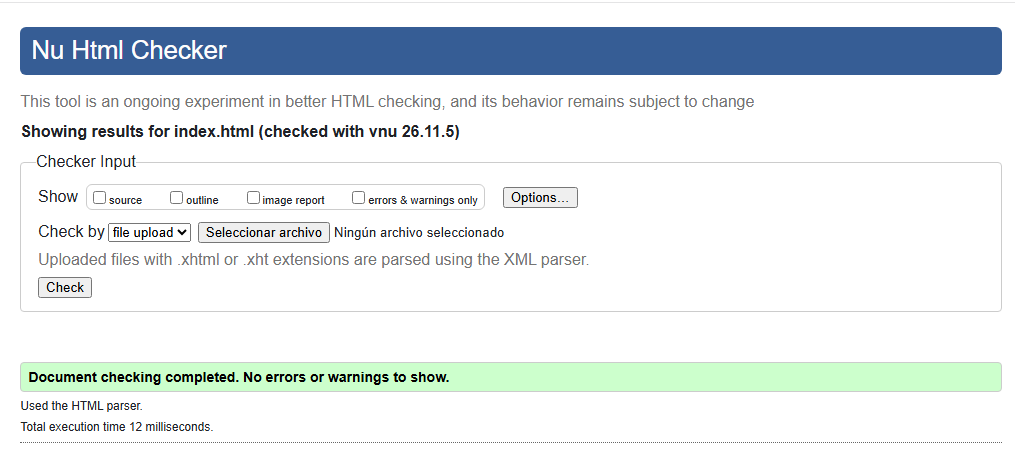 Nu Html Checker
This tool is an ongoing experiment in better HTML checking, and its behavior remains subject to change
Showing results for index.html (checked with vnu 26.11.5)
Checker Input
Show source outline image report errors & warnings only Options...
Check by file upload Seleccionar archivo Ningún archivo seleccionado
Uploaded files with .xhtml or .xht extensions are parsed using the XML parser.
Check
Document checking completed. No errors or warnings to show.
Used the HTML parser.
Total execution time 12 milliseconds.